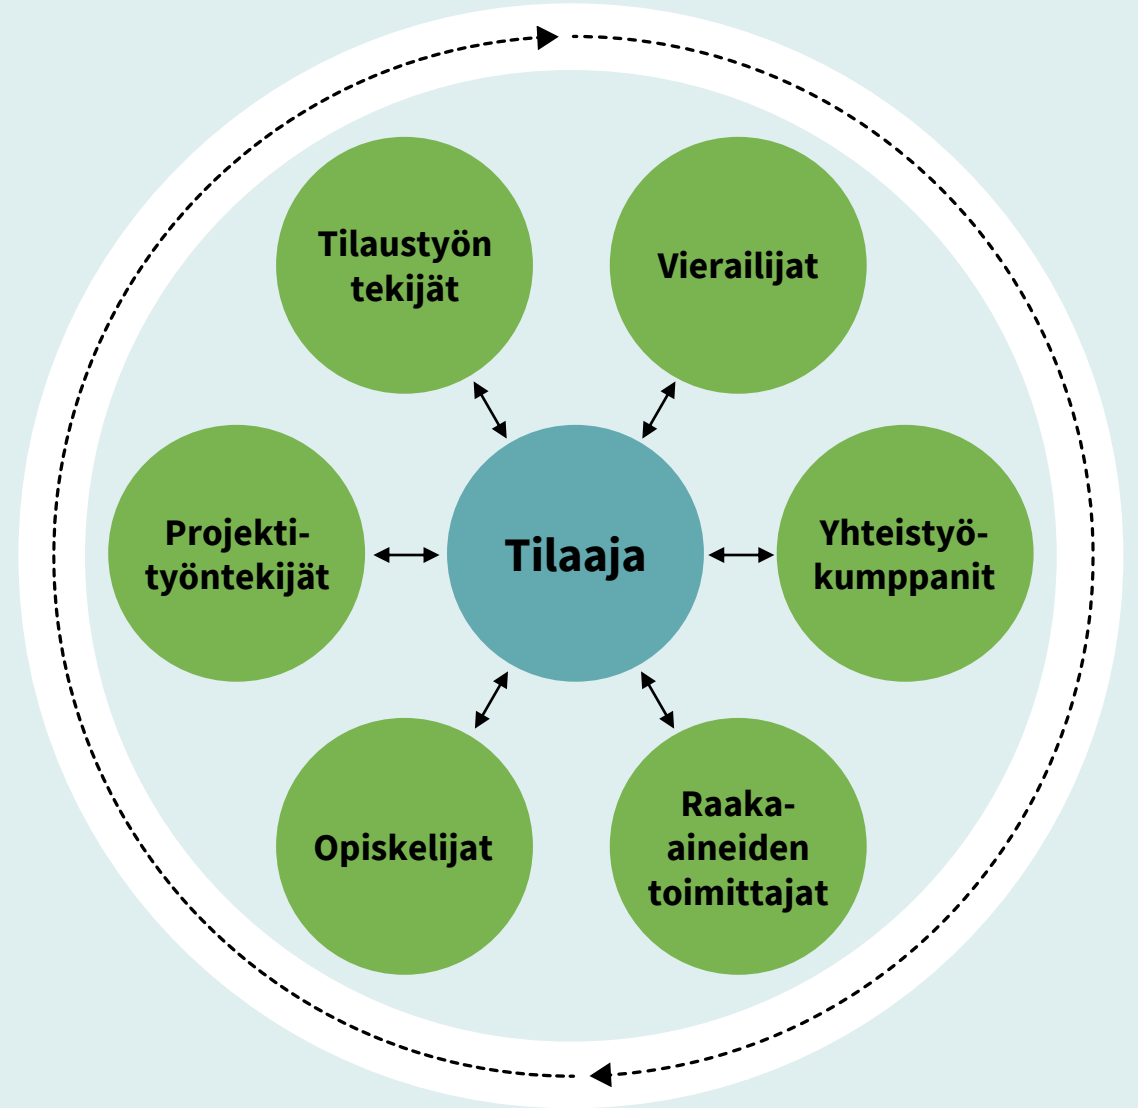 Tilaustyön
tekijät
Vierailijat
Projekti-
työntekijät
Tilaaja
Yhteistyö-
kumppanit
Opiskelijat
Raaka-
aineiden
toimittajat